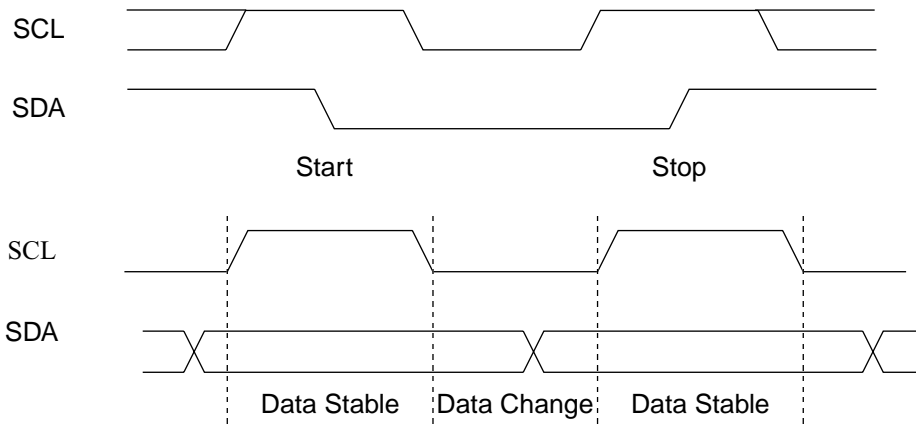 SCL
SDA
Start Stop
SCL
SDA
Data Stable Data Change Data Stable